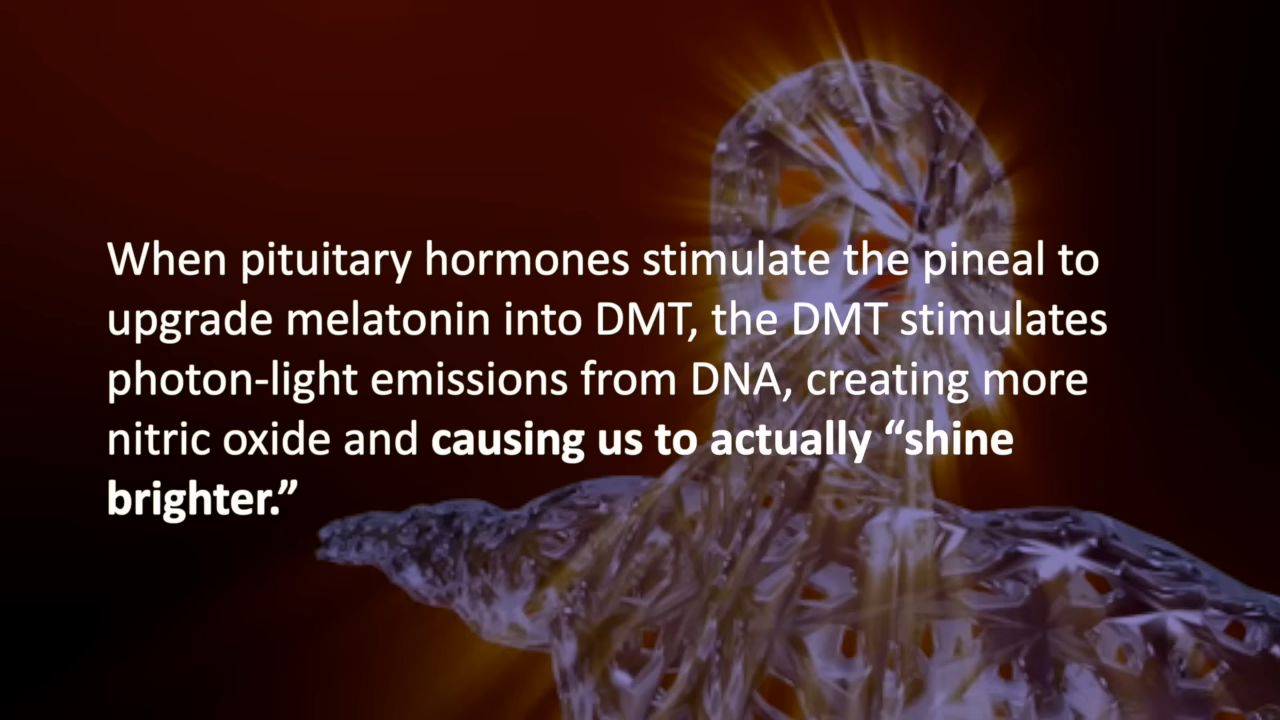 When pituitary hormones stimulate the pineal to
upgrade melatonin into DMT, the DMT stimulates
photon-light emissions from DNA, creating more
nitric oxide and causing us to actually “shine
brighter.”